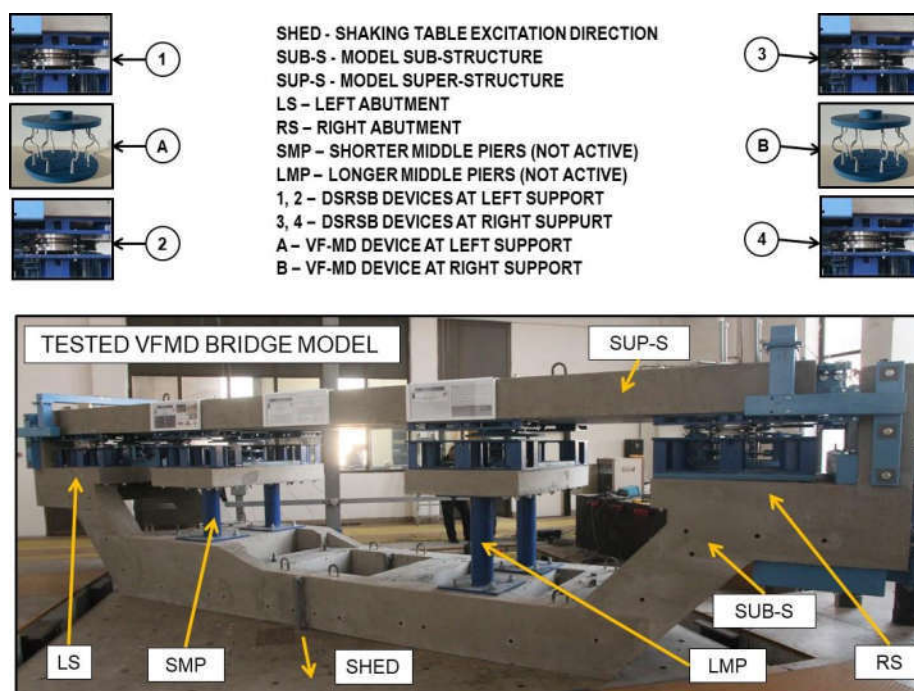 1
SHED - SHAKING TABLE EXCITATION DIRECTION
3
SUB-S - MODEL SUB-STRUCTURE
SUP-S - MODEL SUPER-STRUCTURE
LS – LEFT ABUTMENT
A
RS – RIGHT ABUTMENT
B
SMP – SHORTER MIDDLE PIERS (NOT ACTIVE)
LMP – LONGER MIDDLE PIERS (NOT ACTIVE)
1, 2 – DSRSB DEVICES AT LEFT SUPPORT
2
3, 4 – DSRSB DEVICES AT RIGHT SUPPURT
4
A – VF-MD DEVICE AT LEFT SUPPORT
B – VF-MD DEVICE AT RIGHT SUPPORT
TESTED VFMD BRIDGE MODEL
SUP-S
SUB-S
LS
SMP
SHED
LMP
RS